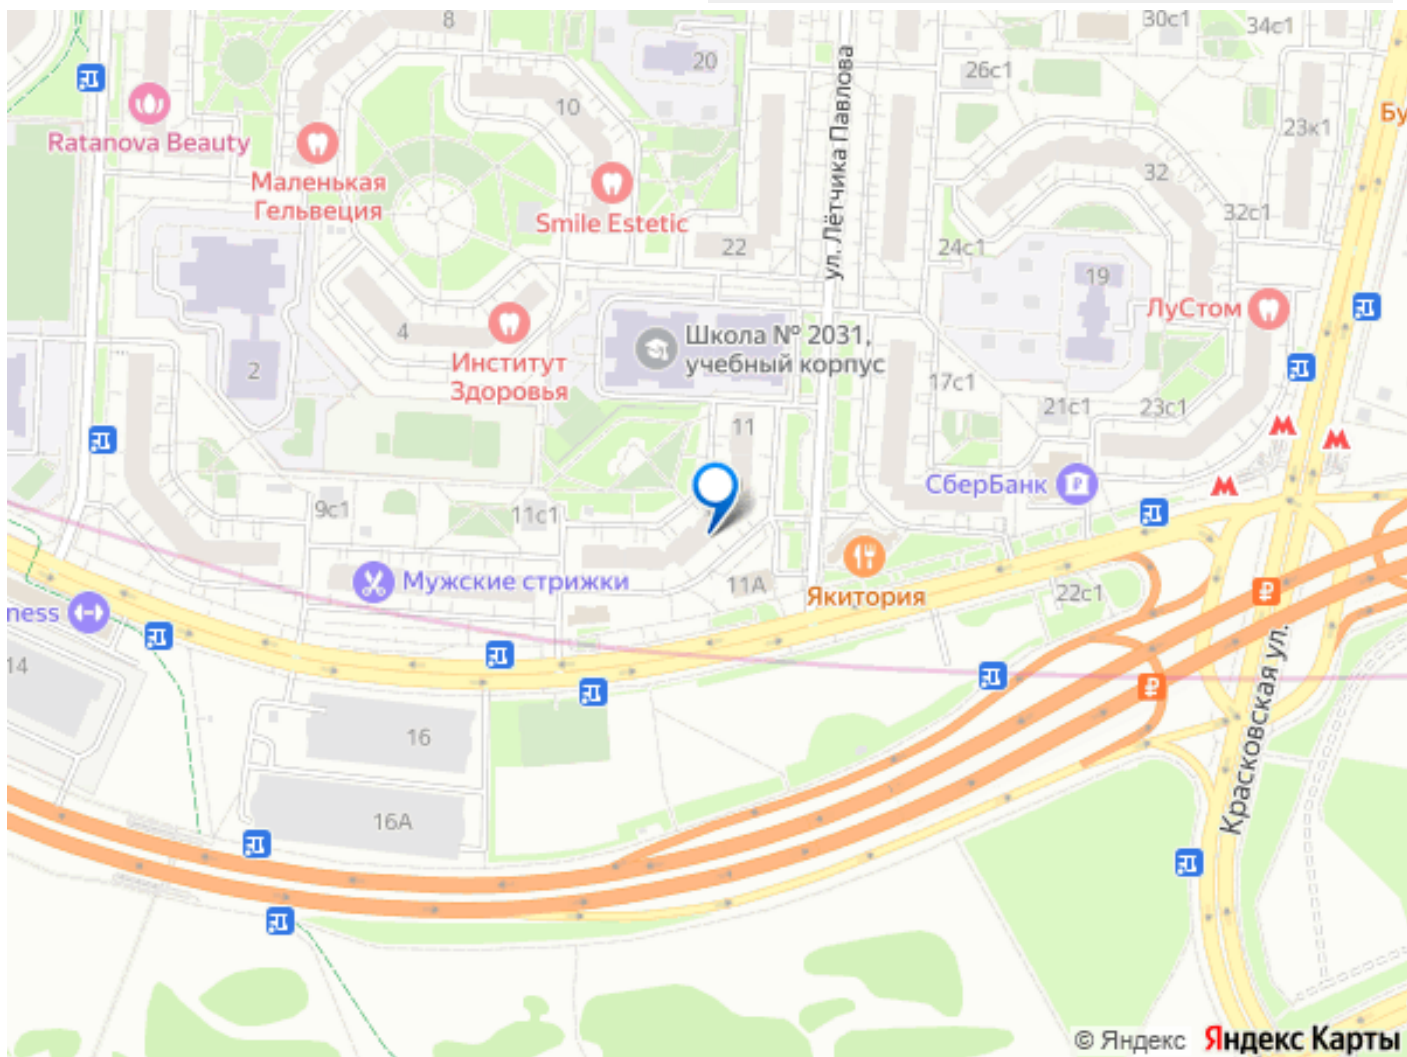 8
30с1
34с1
20
26с1
Ratanova Beauty
10
ул. Лётчика Павлова
Бу
23к1
Маленькая
Гельвеция
Smile Estetic
32
22
32с1
24с1
19
4
Школа № 2031,
учебный корпус
ЛуСтом
2
Институт
Здоровья
17с1
21с1
23с1
11
СберБанк
9с1
11с1
Мужские стрижки
11А
Якитория
22с1
ness
14
Красковская ул.
16
16А
© Яндекс Яндекс Карты